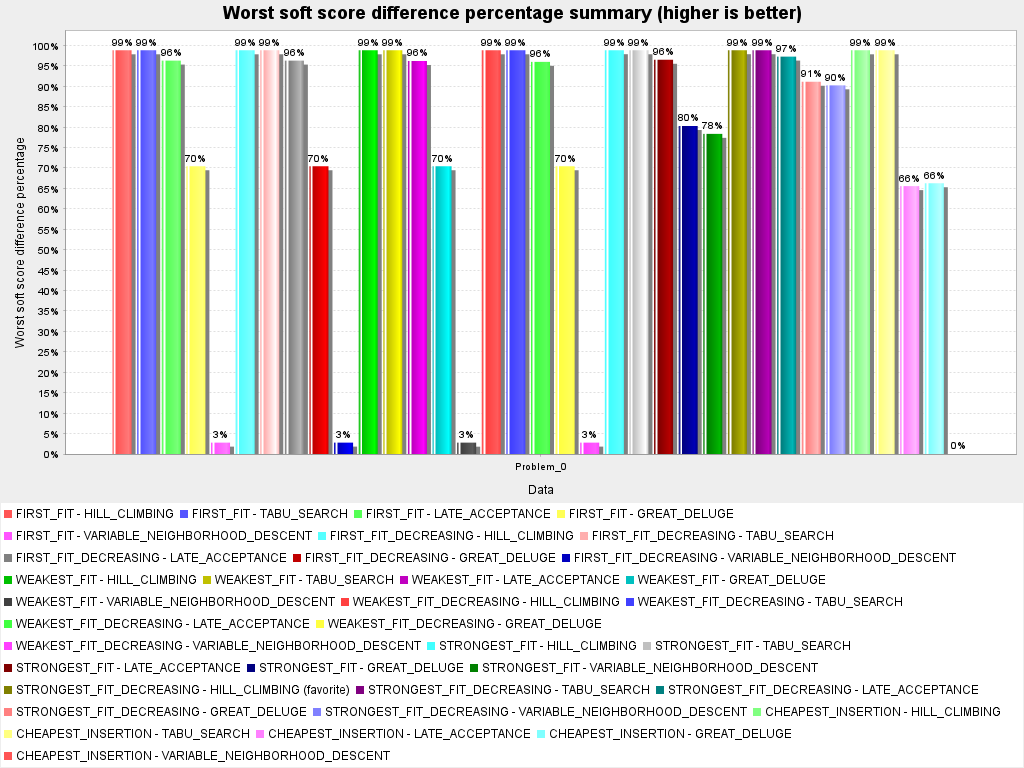 Worst soft score difference percentage summary (higher is better)
Worst soft score difference percentage
100%
95%
90%
85%
80%
75%
70%
65%
60%
55%
50%
45%
40%
35%
30%
25%
20%
15%
10%
5%
0%
99% 99% 96% 70% 3% 99% 99% 96% 70% 3% 99% 99% 96% 70% 3% 99% 99% 96% 70% 3% 99% 99% 96% 80% 78% 99% 99% 97% 91% 90% 99% 99% 66% 66% 0%
Problem_0
Data
FIRST_FIT - HILL_CLIMBING FIRST_FIT - TABU_SEARCH FIRST_FIT - LATE_ACCEPTANCE FIRST_FIT - GREAT_DELUGE
FIRST_FIT - VARIABLE_NEIGHBORHOOD_DESCENT FIRST_FIT_DECREASING - HILL_CLIMBING FIRST_FIT_DECREASING - TABU_SEARCH
FIRST_FIT_DECREASING - LATE_ACCEPTANCE FIRST_FIT_DECREASING - GREAT_DELUGE FIRST_FIT_DECREASING - VARIABLE_NEIGHBORHOOD_DESCENT
WEAKEST_FIT - HILL_CLIMBING WEAKEST_FIT - TABU_SEARCH WEAKEST_FIT - LATE_ACCEPTANCE WEAKEST_FIT - GREAT_DELUGE
WEAKEST_FIT - VARIABLE_NEIGHBORHOOD_DESCENT WEAKEST_FIT_DECREASING - HILL_CLIMBING WEAKEST_FIT_DECREASING - TABU_SEARCH
WEAKEST_FIT_DECREASING - LATE_ACCEPTANCE WEAKEST_FIT_DECREASING - GREAT_DELUGE
WEAKEST_FIT_DECREASING - VARIABLE_NEIGHBORHOOD_DESCENT STRONGEST_FIT - HILL_CLIMBING STRONGEST_FIT - TABU_SEARCH
STRONGEST_FIT - LATE_ACCEPTANCE STRONGEST_FIT - GREAT_DELUGE STRONGEST_FIT - VARIABLE_NEIGHBORHOOD_DESCENT
STRONGEST_FIT_DECREASING - HILL_CLIMBING (favorite) STRONGEST_FIT_DECREASING - TABU_SEARCH STRONGEST_FIT_DECREASING - LATE_ACCEPTANCE
STRONGEST_FIT_DECREASING - GREAT_DELUGE STRONGEST_FIT_DECREASING - VARIABLE_NEIGHBORHOOD_DESCENT CHEAPEST_INSERTION - HILL_CLIMBING
CHEAPEST_INSERTION - TABU_SEARCH CHEAPEST_INSERTION - LATE_ACCEPTANCE CHEAPEST_INSERTION - GREAT_DELUGE
CHEAPEST_INSERTION - VARIABLE_NEIGHBORHOOD_DESCENT